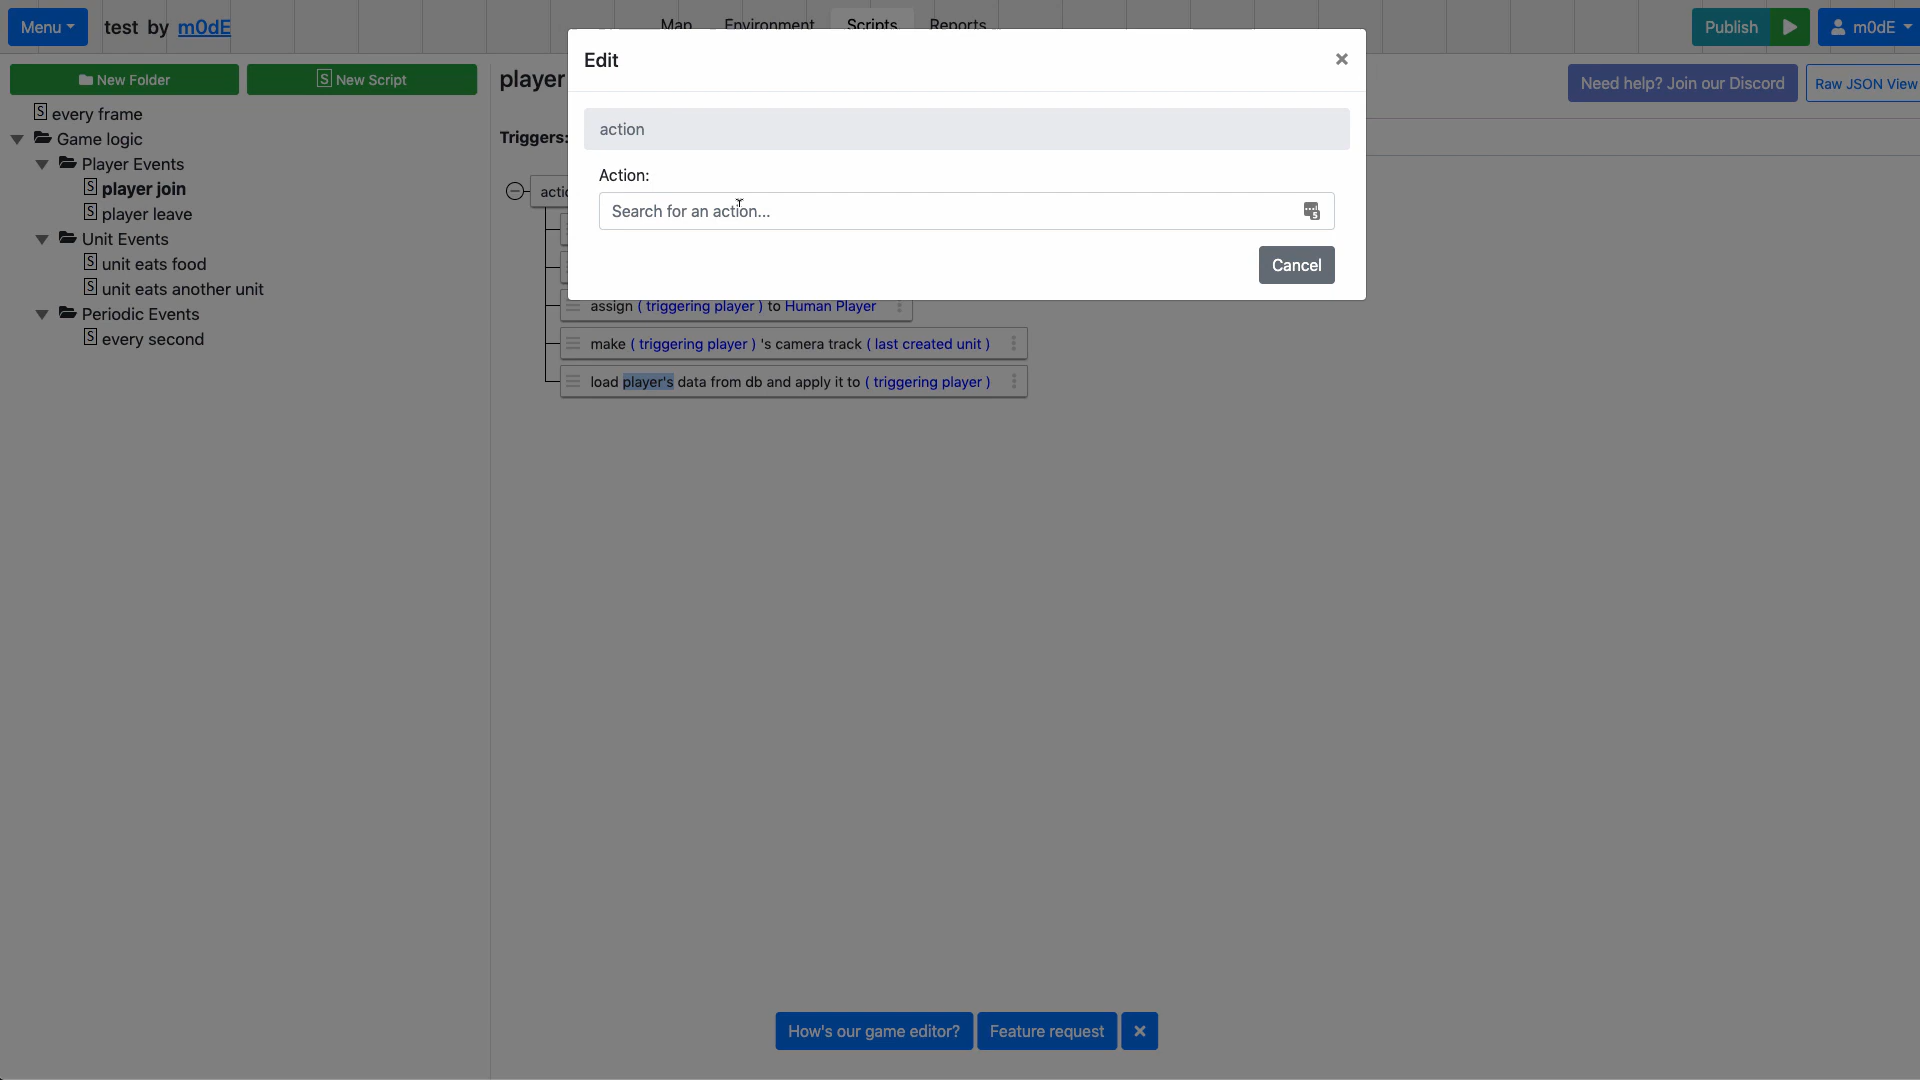 Menu
test by m0dE
Map
Environment
Scripts
Reports
Publish
m0dE
New Folder
New Script
every frame
Game logic
Player Events
player join
player leave
Unit Events
unit eats food
unit eats another unit
Periodic Events
every second
player
Need help? Join our Discord
Raw JSON View
Triggers:
Edit
×
action
Action:
Search for an action...
Cancel
assign ( triggering player ) to Human Player
make ( triggering player ) 's camera track ( last created unit )
load player's data from db and apply it to ( triggering player )
How's our game editor?
Feature request
×